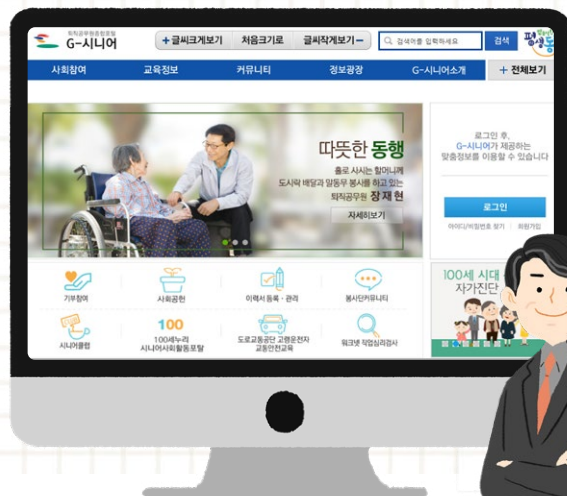 퇴직공무원종합포털
G-시니어
+ 글씨크게보기
처음크기로
글씨작게보기 −
검색어를 입력하세요
검색
사회참여
교육정보
커뮤니티
정보광장
G-시니어소개
+ 전체보기
따뜻한 동행
홀로 사시는 할머니께
도시락 배달과 말동무 봉사를 하고 있는
퇴직공무원 장재현
자세히보기
로그인 후,
G-시니어가 제공하는
맞춤정보를 이용할 수 있습니다
로그인
아이디/비밀번호 찾기
회원가입
기부참여
사회공헌
이력서 등록 · 관리
봉사단커뮤니티
시니어클럽
100
100세누리
시니어사회활동포탈
도로교통공단 고령운전자
교통안전교육
워크넷 직업심리검사
100세 시대
자가진단